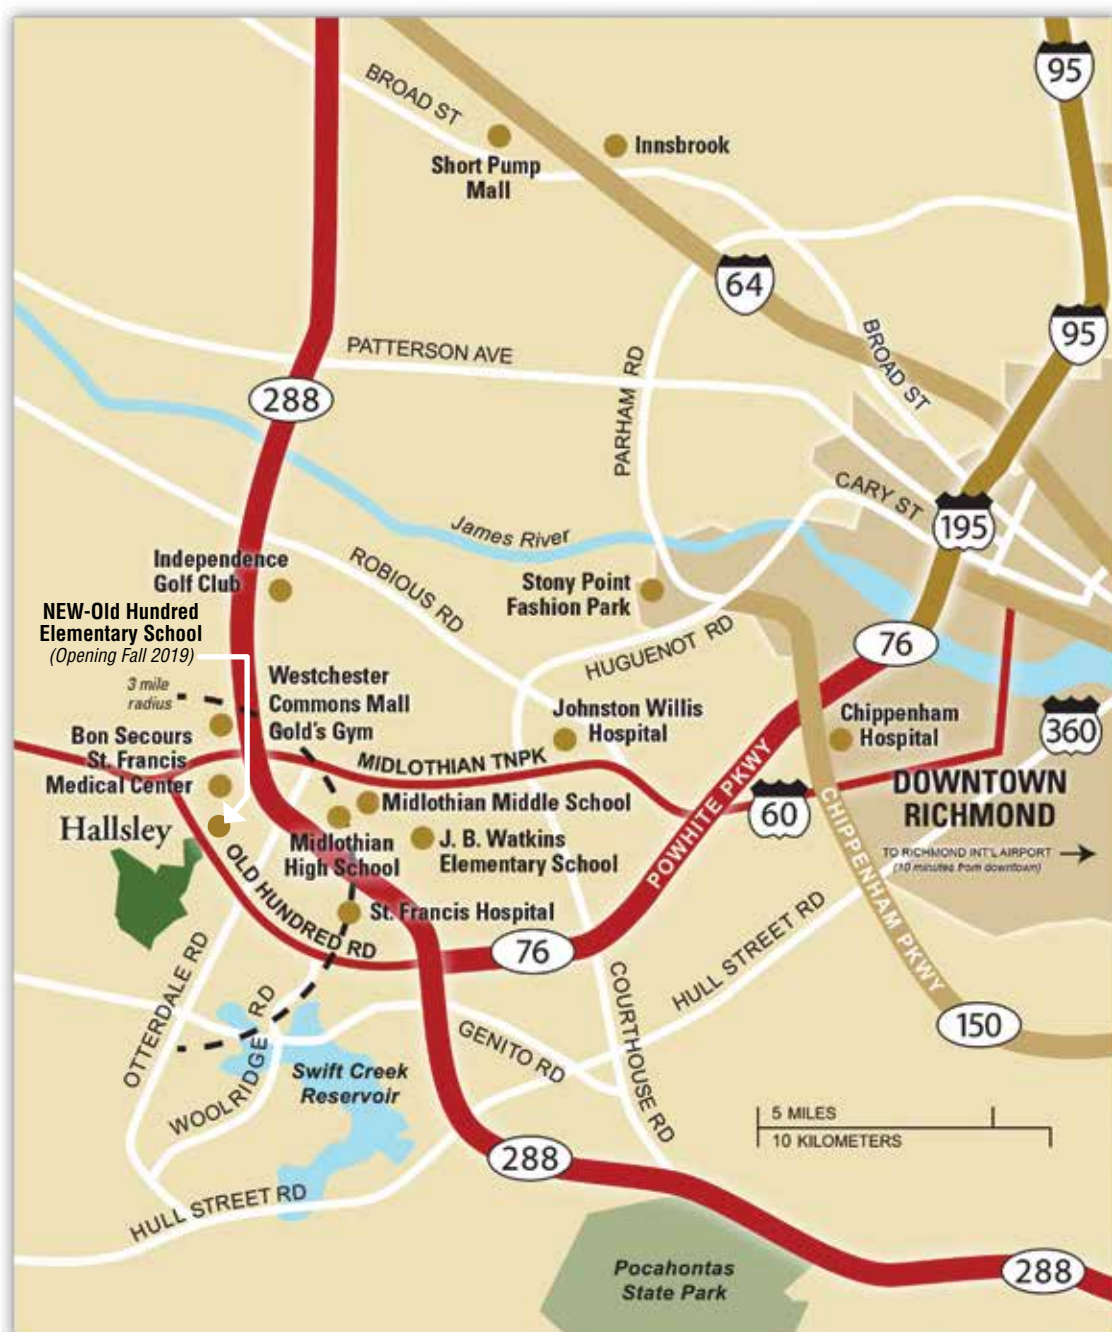 95
BROAD ST
Short Pump
Mall
Innsbrook
64
95
PATTERSON AVE
PARHAM RD
BROAD ST
288
CARY ST
195
James River
Independence
Golf Club
ROBIOUS RD
Stony Point
Fashion Park
NEW-Old Hundred
Elementary School
(Opening Fall 2019)
HUGUENOT RD
76
3 mile
radius
Westchester
Commons Mall
Gold's Gym
Bon Secours
St. Francis
Medical Center
Johnston Willis
Hospital
Chippenham
Hospital
360
MIDLOTHIAN TNPK
POWHITE PKWY
DOWNTOWN
RICHMOND
60
Midlothian Middle School
Hallsley
Midlothian
High School
J. B. Watkins
Elementary School
TO RICHMOND INT'L AIRPORT
(10 minutes from downtown)
CHIPPENHAM PKWY
OLD HUNDRED RD
St. Francis Hospital
76
HULL STREET RD
OTTERDALE RD
WOOLRIDGE RD
GENITO RD
COURTHOUSE RD
150
Swift Creek
Reservoir
5 MILES
10 KILOMETERS
288
HULL STREET RD
Pocahontas
State Park
288